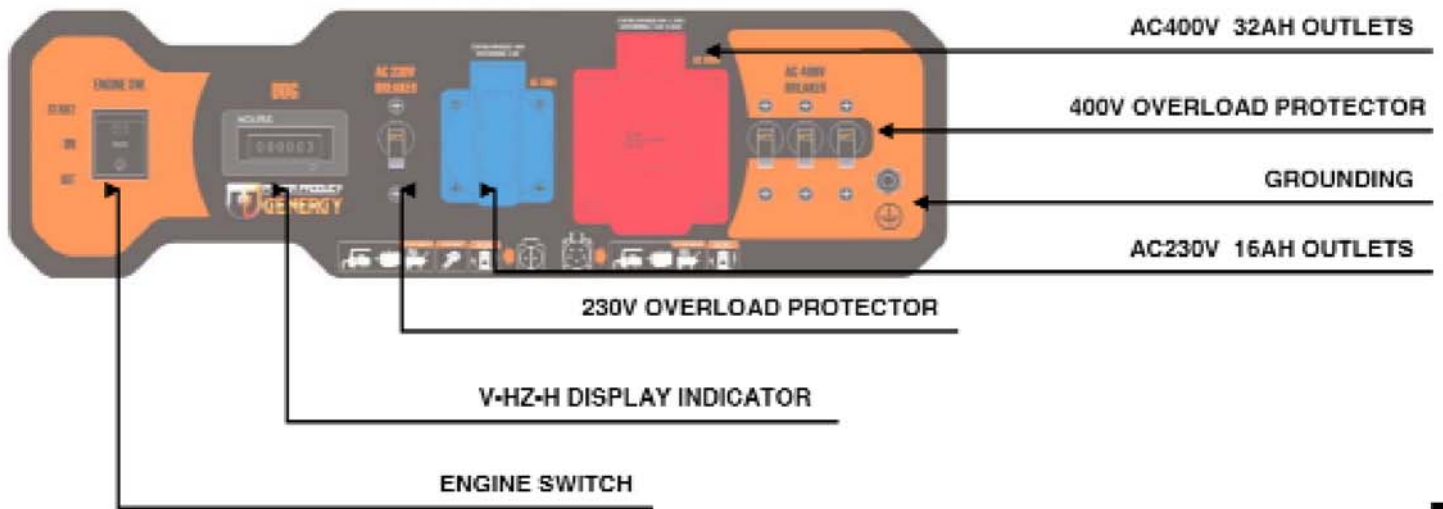 AC400V 32AH OUTLETS
400V OVERLOAD PROTECTOR
GROUNDING
AC230V 16AH OUTLETS
230V OVERLOAD PROTECTOR
V-HZ-H DISPLAY INDICATOR
ENGINE SWITCH
ENGINE SW.
START
ON
HOURS
000003
GENERGY
AC 230V
BREAKER
AC 400V
BREAKER